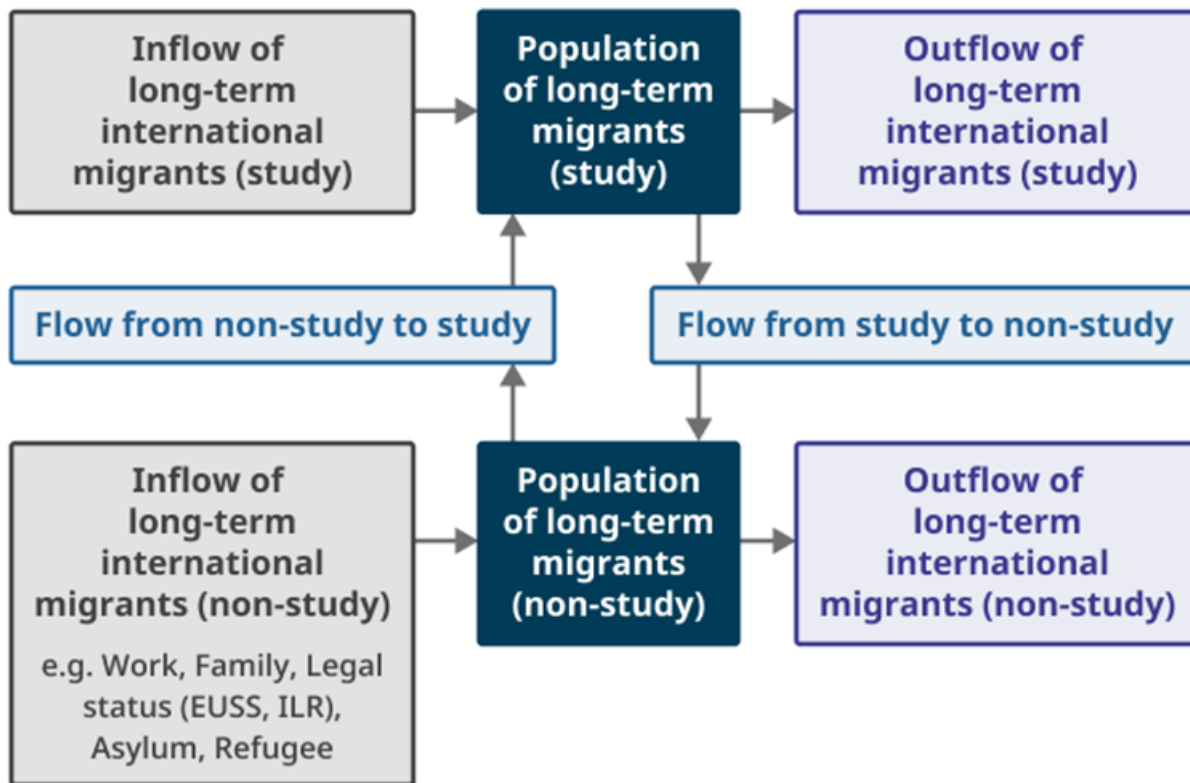 Inflow of
long-term
international
migrants (study)
Population
of long-term
migrants
(study)
Outflow of
long-term
international
migrants (study)
Flow from non-study to study
Flow from study to non-study
Inflow of
long-term
international
migrants (non-study)
e.g. Work, Family, Legal
status (EUSS, ILR),
Asylum, Refugee
Population
of long-term
migrants
(non-study)
Outflow of
long-term
international
migrants (non-study)